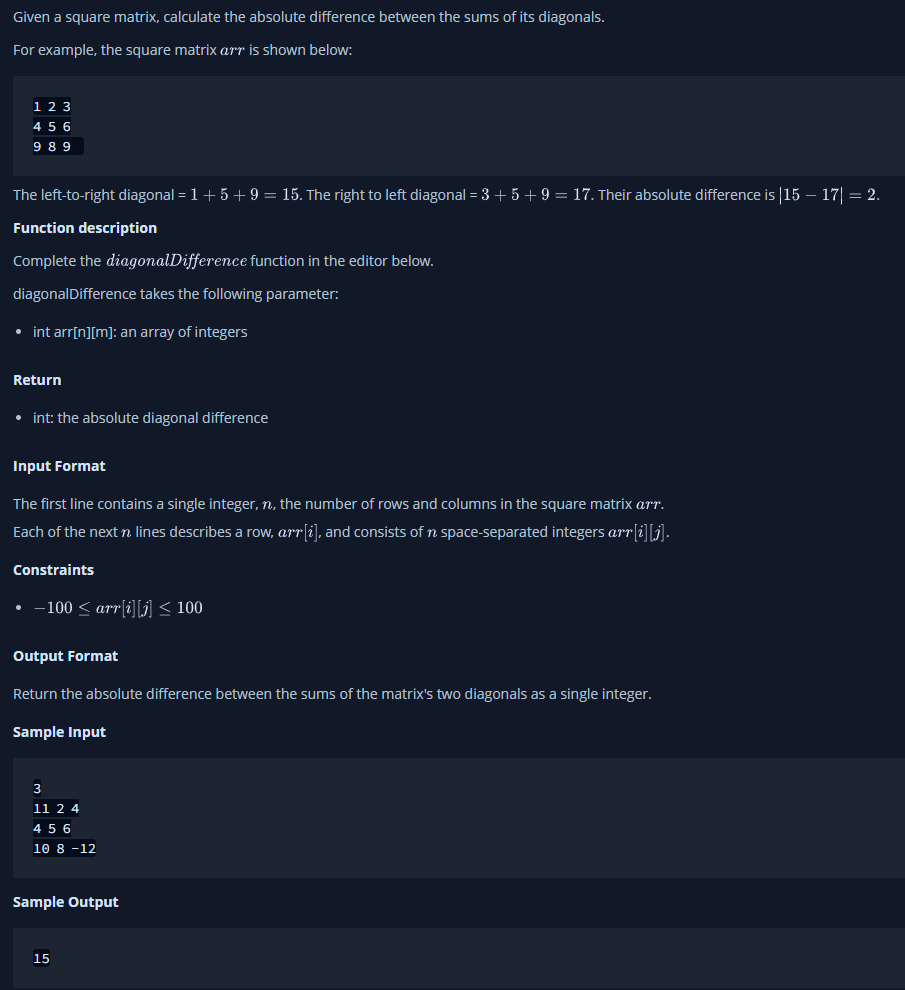 Given a square matrix, calculate the absolute difference between the sums of its diagonals.
For example, the square matrix arr is shown below:
1 2 3
4 5 6
9 8 9
The left-to-right diagonal = 1 + 5 + 9 = 15. The right to left diagonal = 3 + 5 + 9 = 17. Their absolute difference is |15 − 17| = 2.
Function description
Complete the diagonalDifference function in the editor below.
diagonalDifference takes the following parameter:
• int arr[n][m]: an array of integers
Return
• int: the absolute diagonal difference
Input Format
The first line contains a single integer, n, the number of rows and columns in the square matrix arr.
Each of the next n lines describes a row, arr[i], and consists of n space-separated integers arr[i][j].
Constraints
• −100 ≤ arr[i][j] ≤ 100
Output Format
Return the absolute difference between the sums of the matrix's two diagonals as a single integer.
Sample Input
3
11 2 4
4 5 6
10 8 -12
Sample Output
15